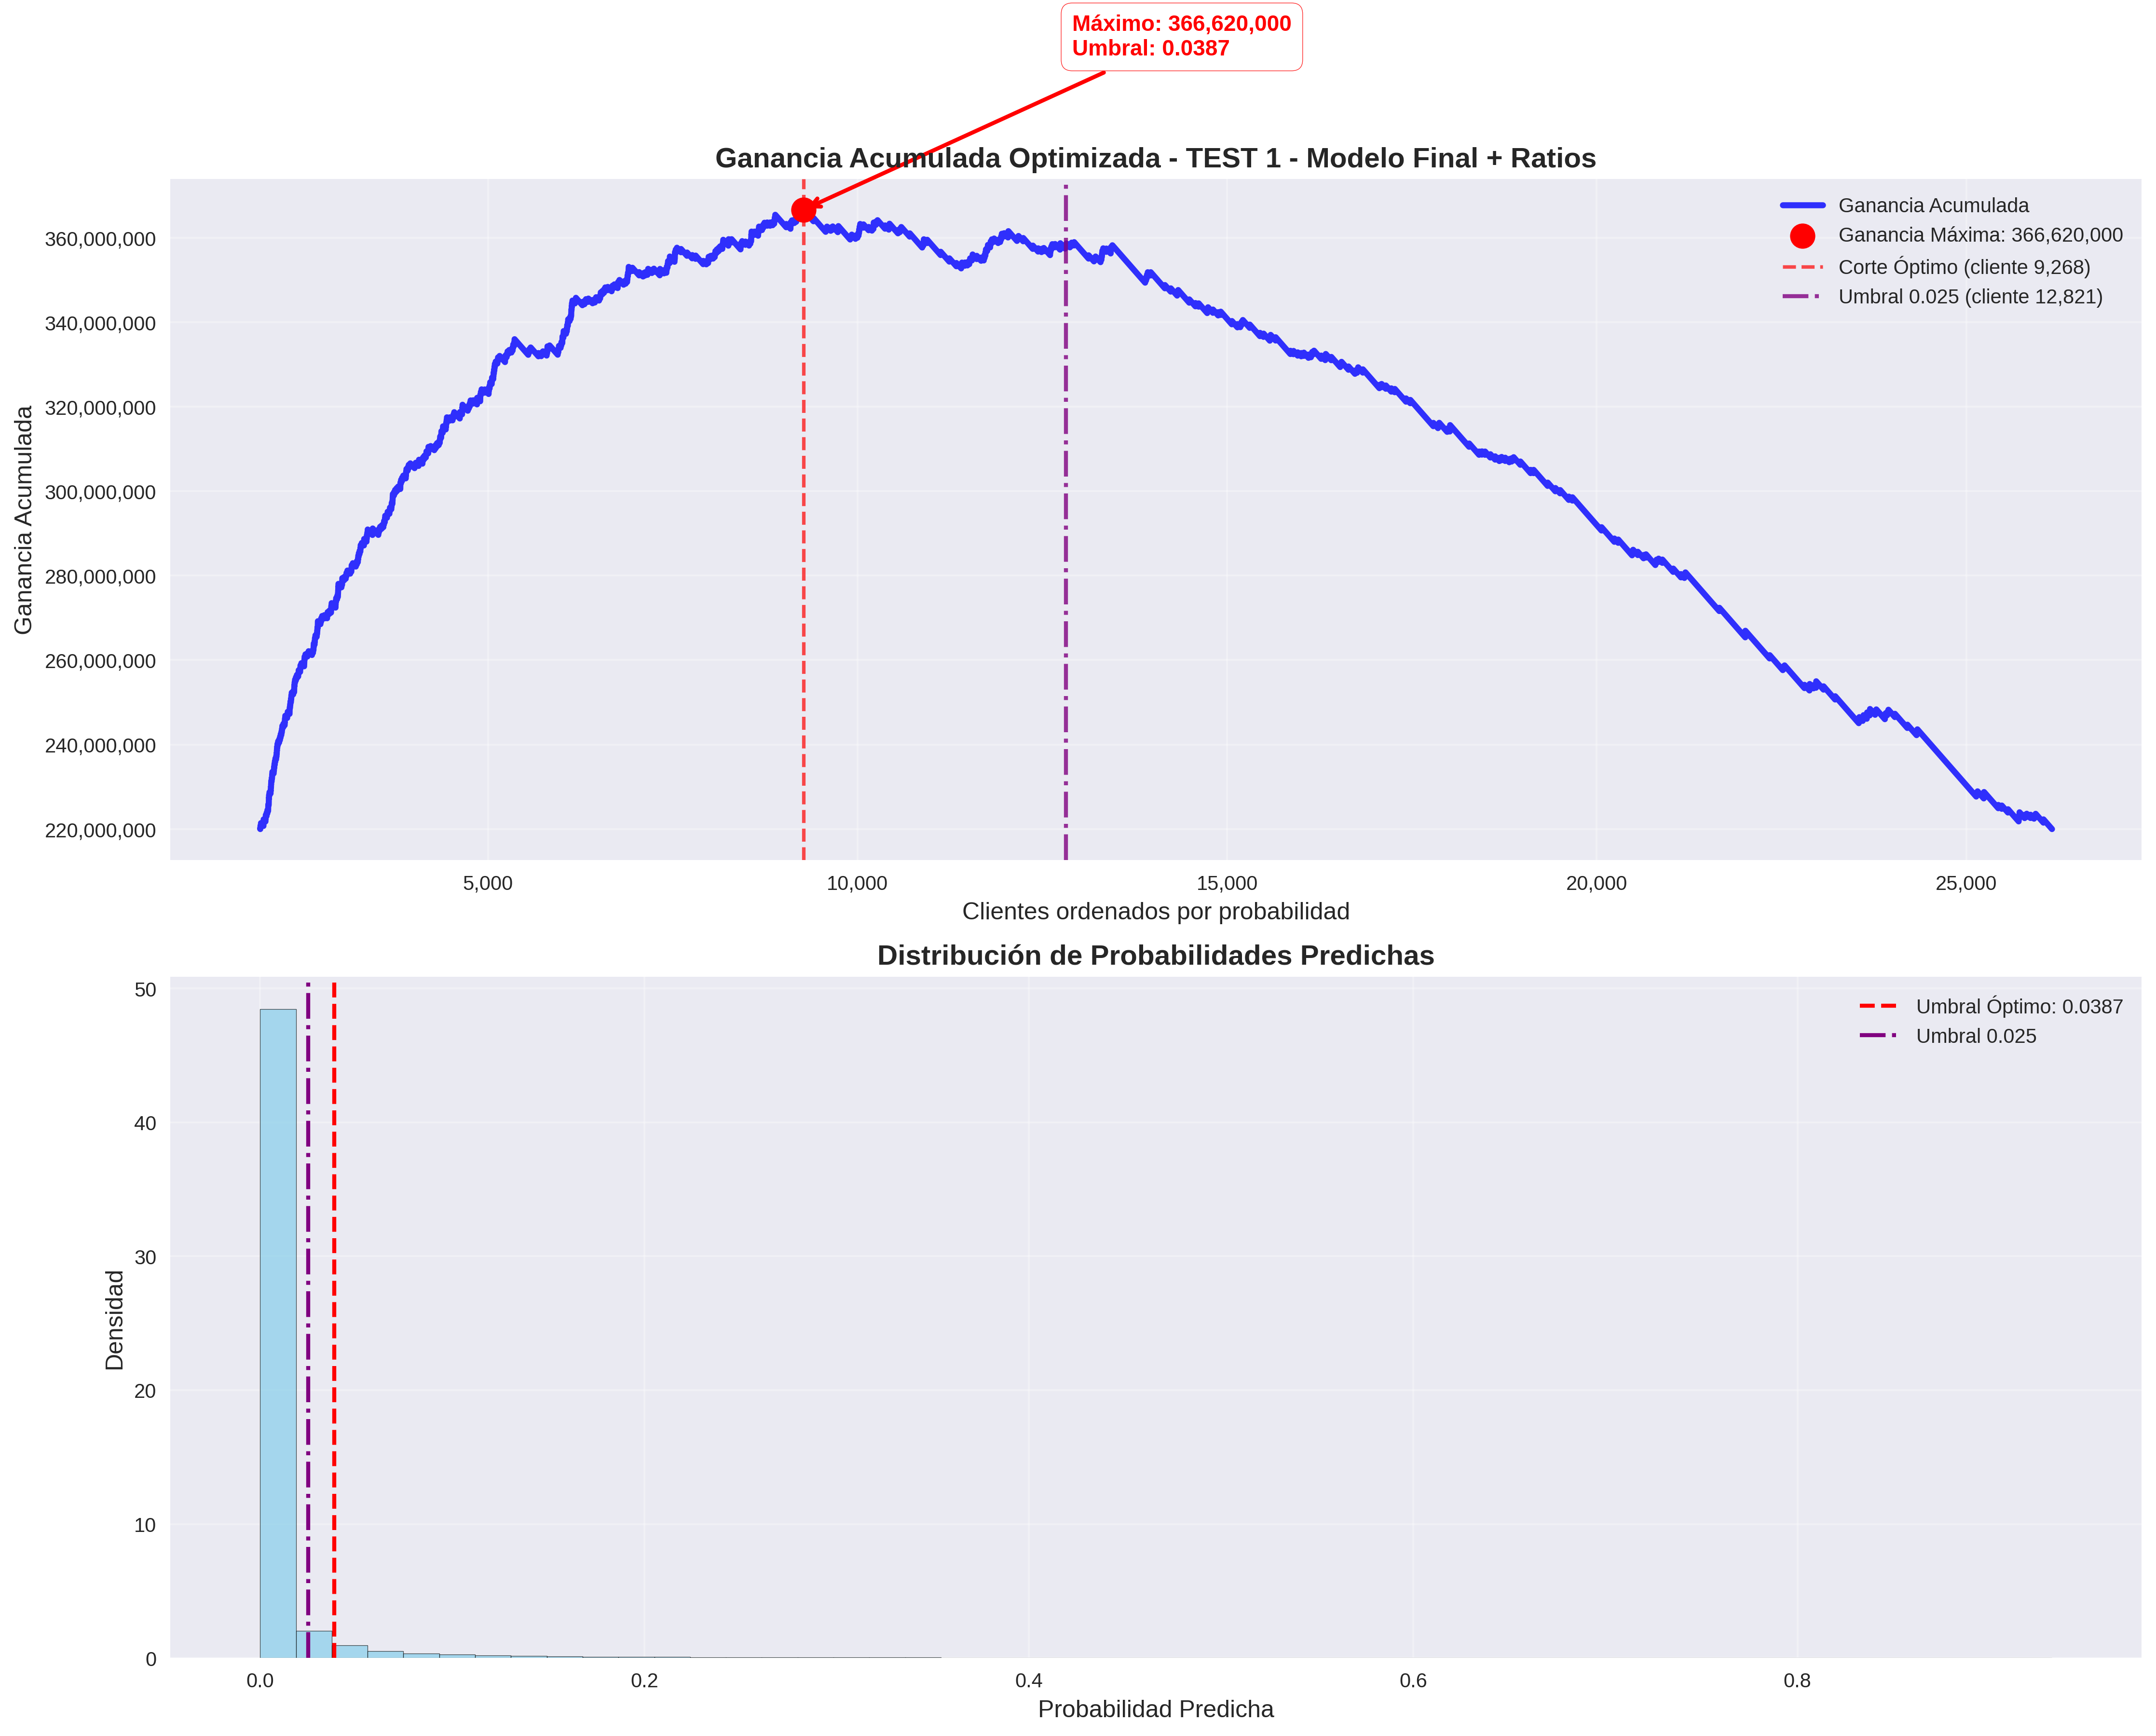 Máximo: 366,620,000
Umbral: 0.0387
Ganancia Acumulada Optimizada - TEST 1 - Modelo Final + Ratios
Ganancia Acumulada
Ganancia Máxima: 366,620,000
Corte Óptimo (cliente 9,268)
Umbral 0.025 (cliente 12,821)
Ganancia Acumulada
360,000,000
340,000,000
320,000,000
300,000,000
280,000,000
260,000,000
240,000,000
220,000,000
5,000
10,000
15,000
20,000
25,000
Clientes ordenados por probabilidad
Distribución de Probabilidades Predichas
Umbral Óptimo: 0.0387
Umbral 0.025
Densidad
50
40
30
20
10
0
0.0
0.2
0.4
0.6
0.8
Probabilidad Predicha